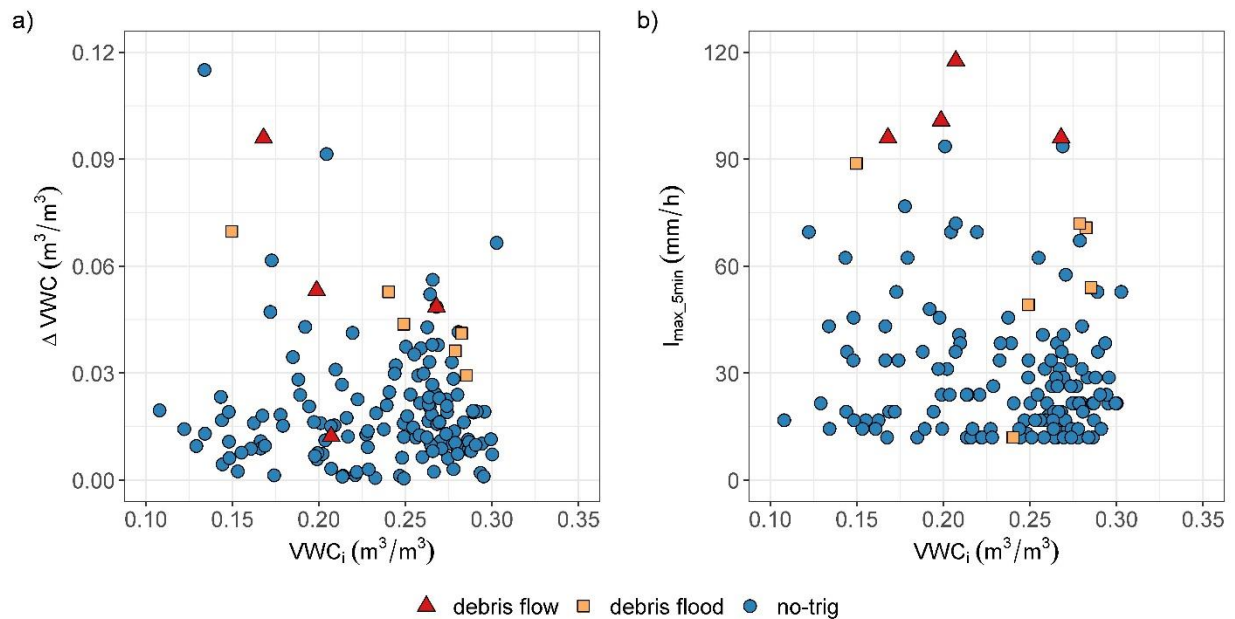 a)
Δ VWC (m³/m³)
0.12
0.09
0.06
0.03
0.00
0.10 0.15 0.20 0.25 0.30 0.35
VWCᵢ (m³/m³)
b)
Imax_5min (mm/h)
120
90
60
30
0
0.10 0.15 0.20 0.25 0.30 0.35
VWCᵢ (m³/m³)
debris flow debris flood no-trig